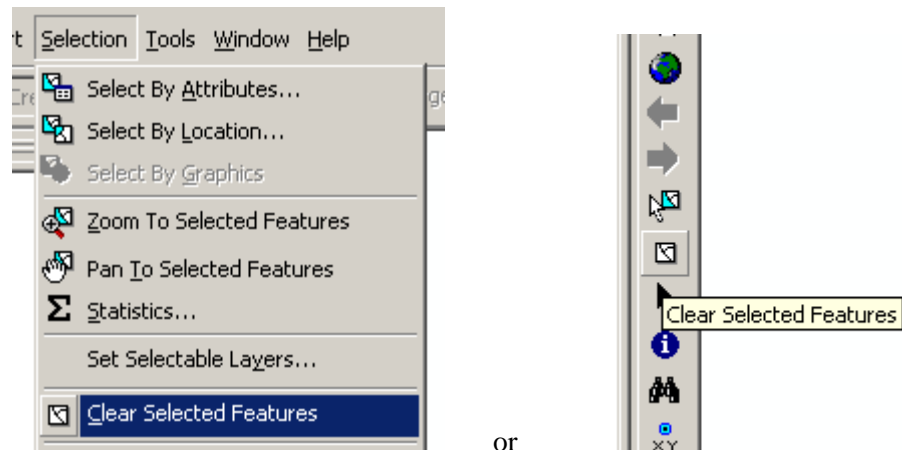 t Selection Tools Window Help
Select By Attributes...
Select By Location...
Select By Graphics
Zoom To Selected Features
Pan To Selected Features
Σ Statistics...
Set Selectable Layers...
Clear Selected Features
or
Clear Selected Features
XY